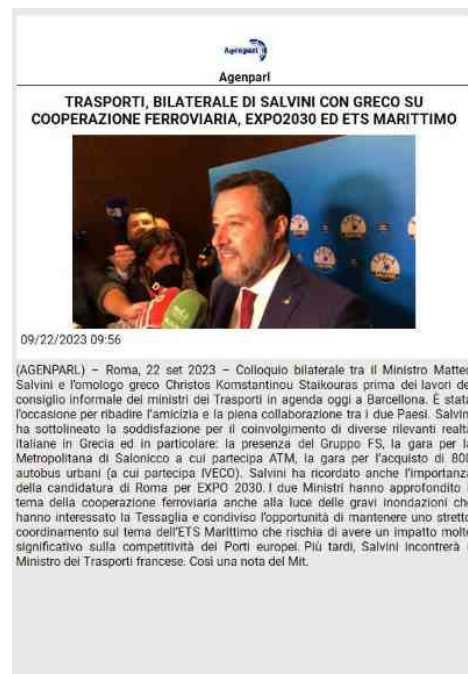 Agenparl
Agenparl
TRASPORTI, BILATERALE DI SALVINI CON GRECO SU
COOPERAZIONE FERROVIARIA, EXPO2030 ED ETS MARITTIMO
09/22/2023 09:56
(AGENPARL) – Roma, 22 set 2023 – Colloquio bilaterale tra il Ministro Matteo
Salvini e l'omologo greco Christos Komstantinou Staikouras prima dei lavori de
consiglio informale dei ministri dei Trasporti in agenda oggi a Barcellona. È stata
l'occasione per ribadire l'amicizia e la piena collaborazione tra i due Paesi. Salvin
ha sottolineato la soddisfazione per il coinvolgimento di diverse rilevanti realtà
italiane in Grecia ed in particolare: la presenza del Gruppo FS, la gara per la
Metropolitana di Salonicco a cui partecipa ATM, la gara per l'acquisto di 800
autobus urbani (a cui partecipa IVECO). Salvini ha ricordato anche l'importanza
della candidatura di Roma per EXPO 2030. I due Ministri hanno approfondito i
tema della cooperazione ferroviaria anche alla luce delle gravi inondazioni che
hanno interessato la Tessaglia e condiviso l'opportunità di mantenere uno stretto
coordinamento sul tema dell'ETS Marittimo che rischia di avere un impatto molto
significativo sulla competitività dei Porti europei. Più tardi, Salvini incontrerà i
Ministro dei Trasporti francese. Così una nota del Mit.